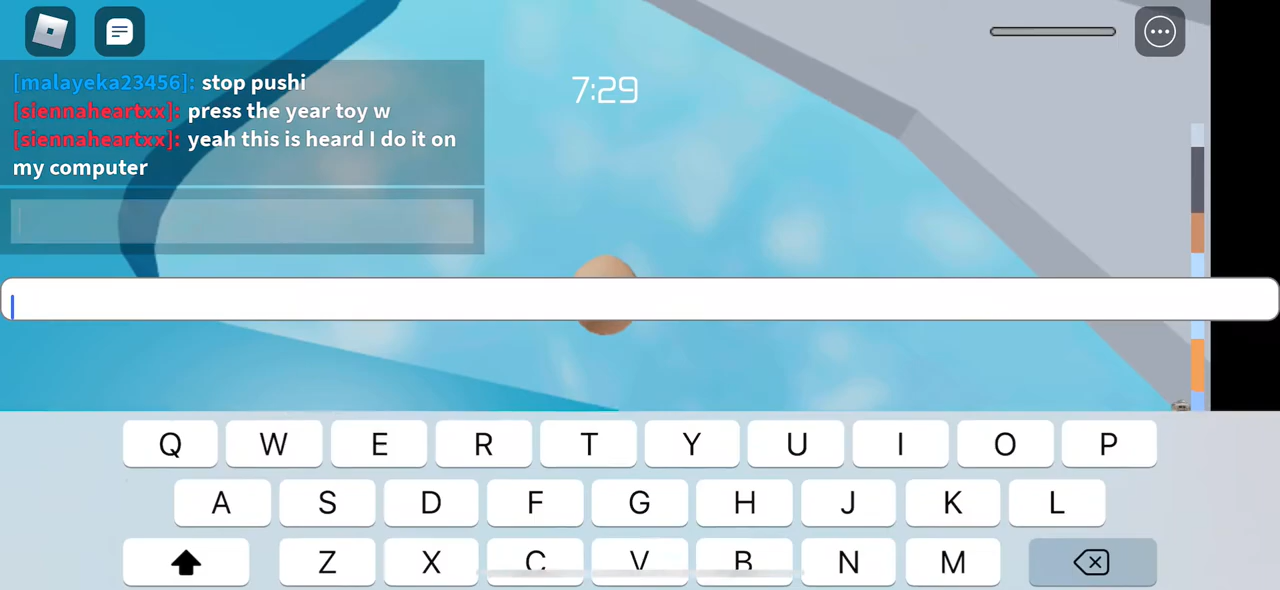 [malayeka23456]: stop pushi
7:29
[siennaheartxx]: press the year toy w
[siennaheartxx]: yeah this is heard I do it on
my computer
Q W E R T Y U I O P
A S D F G H J K L
Z X C V B N M